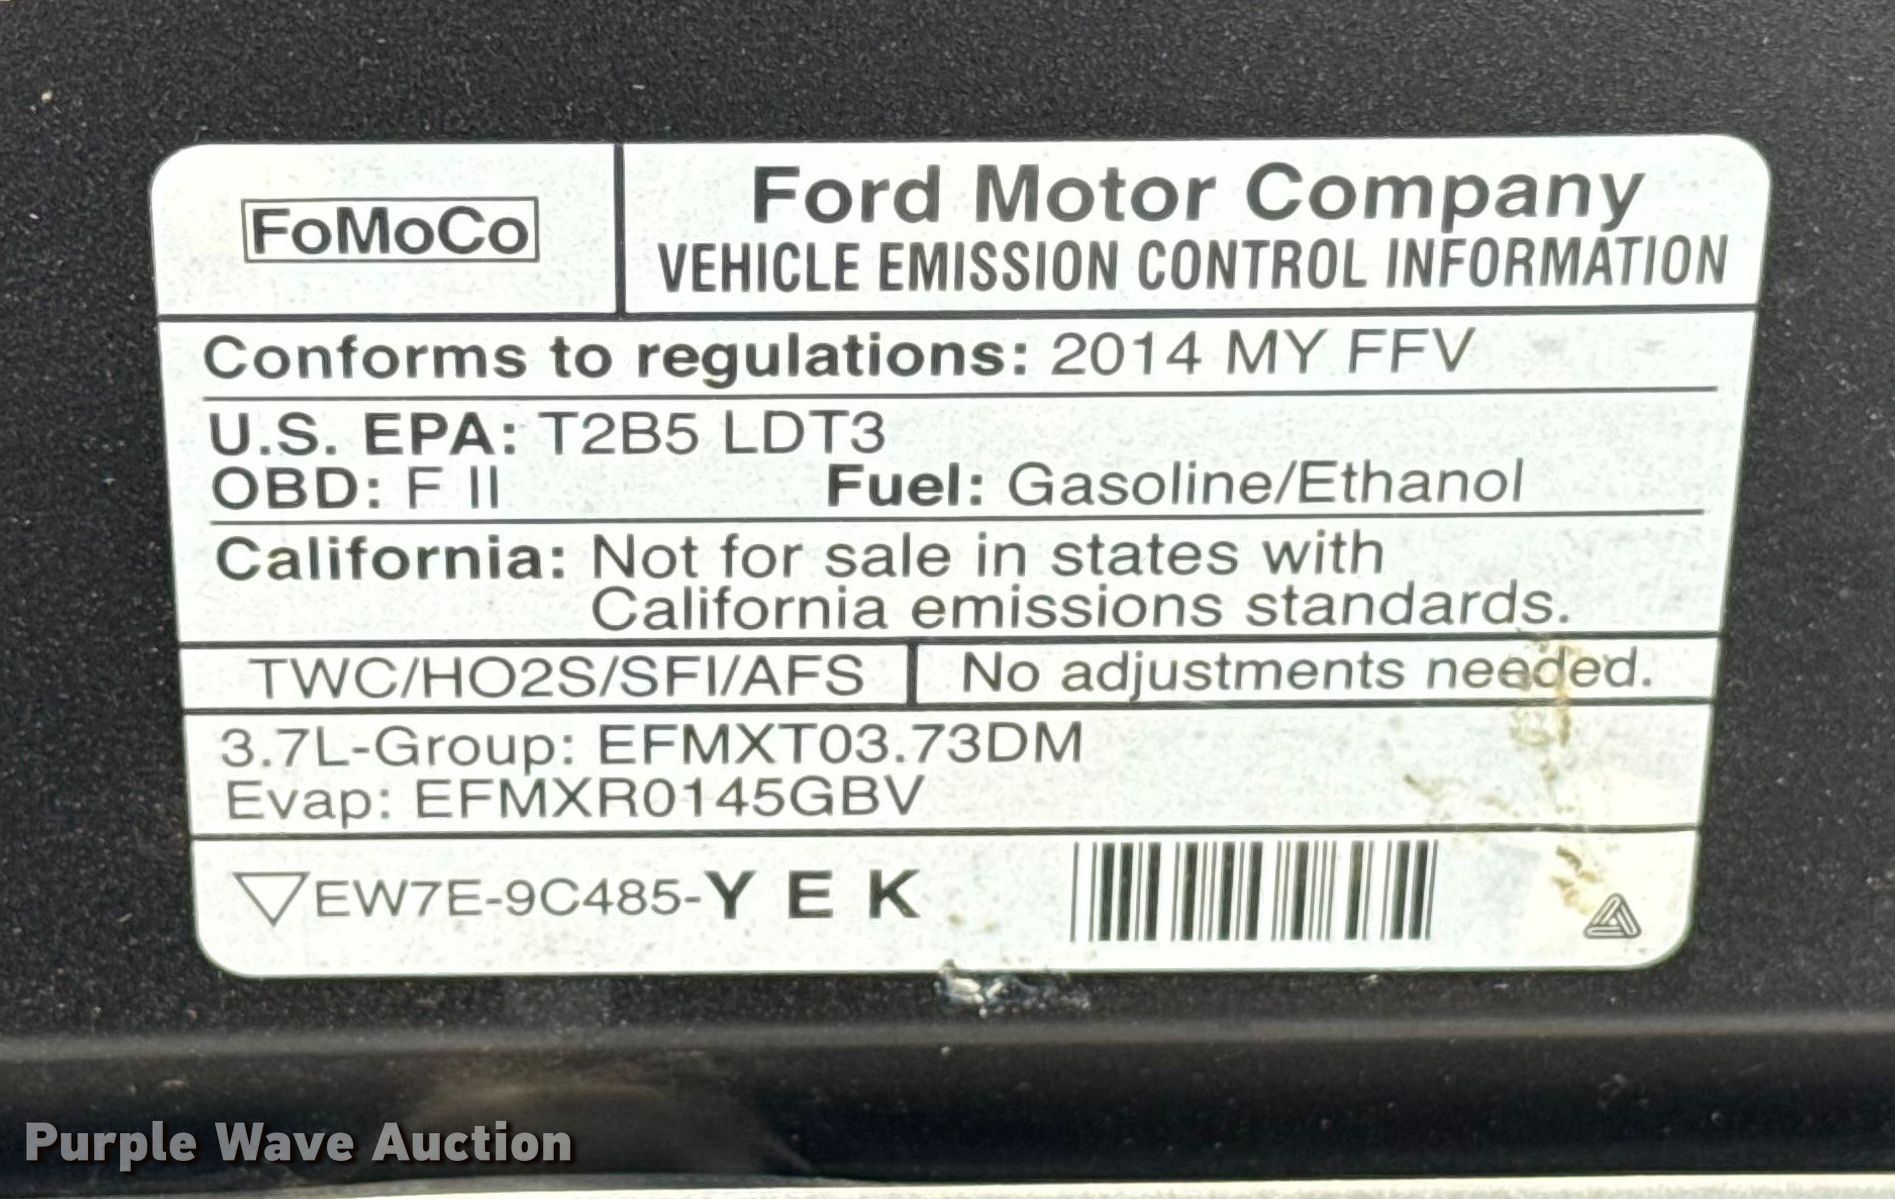 FoMoCo
Ford Motor Company
VEHICLE EMISSION CONTROL INFORMATION
Conforms to regulations: 2014 MY FFV
U.S. EPA: T2B5 LDT3
OBD: F II Fuel: Gasoline/Ethanol
California: Not for sale in states with
California emissions standards.
TWC/HO2S/SFI/AFS No adjustments needed.
3.7L-Group: EFMXT03.73DM
Evap: EFMXR0145GBV
EW7E-9C485-Y E K
Purple Wave Auction